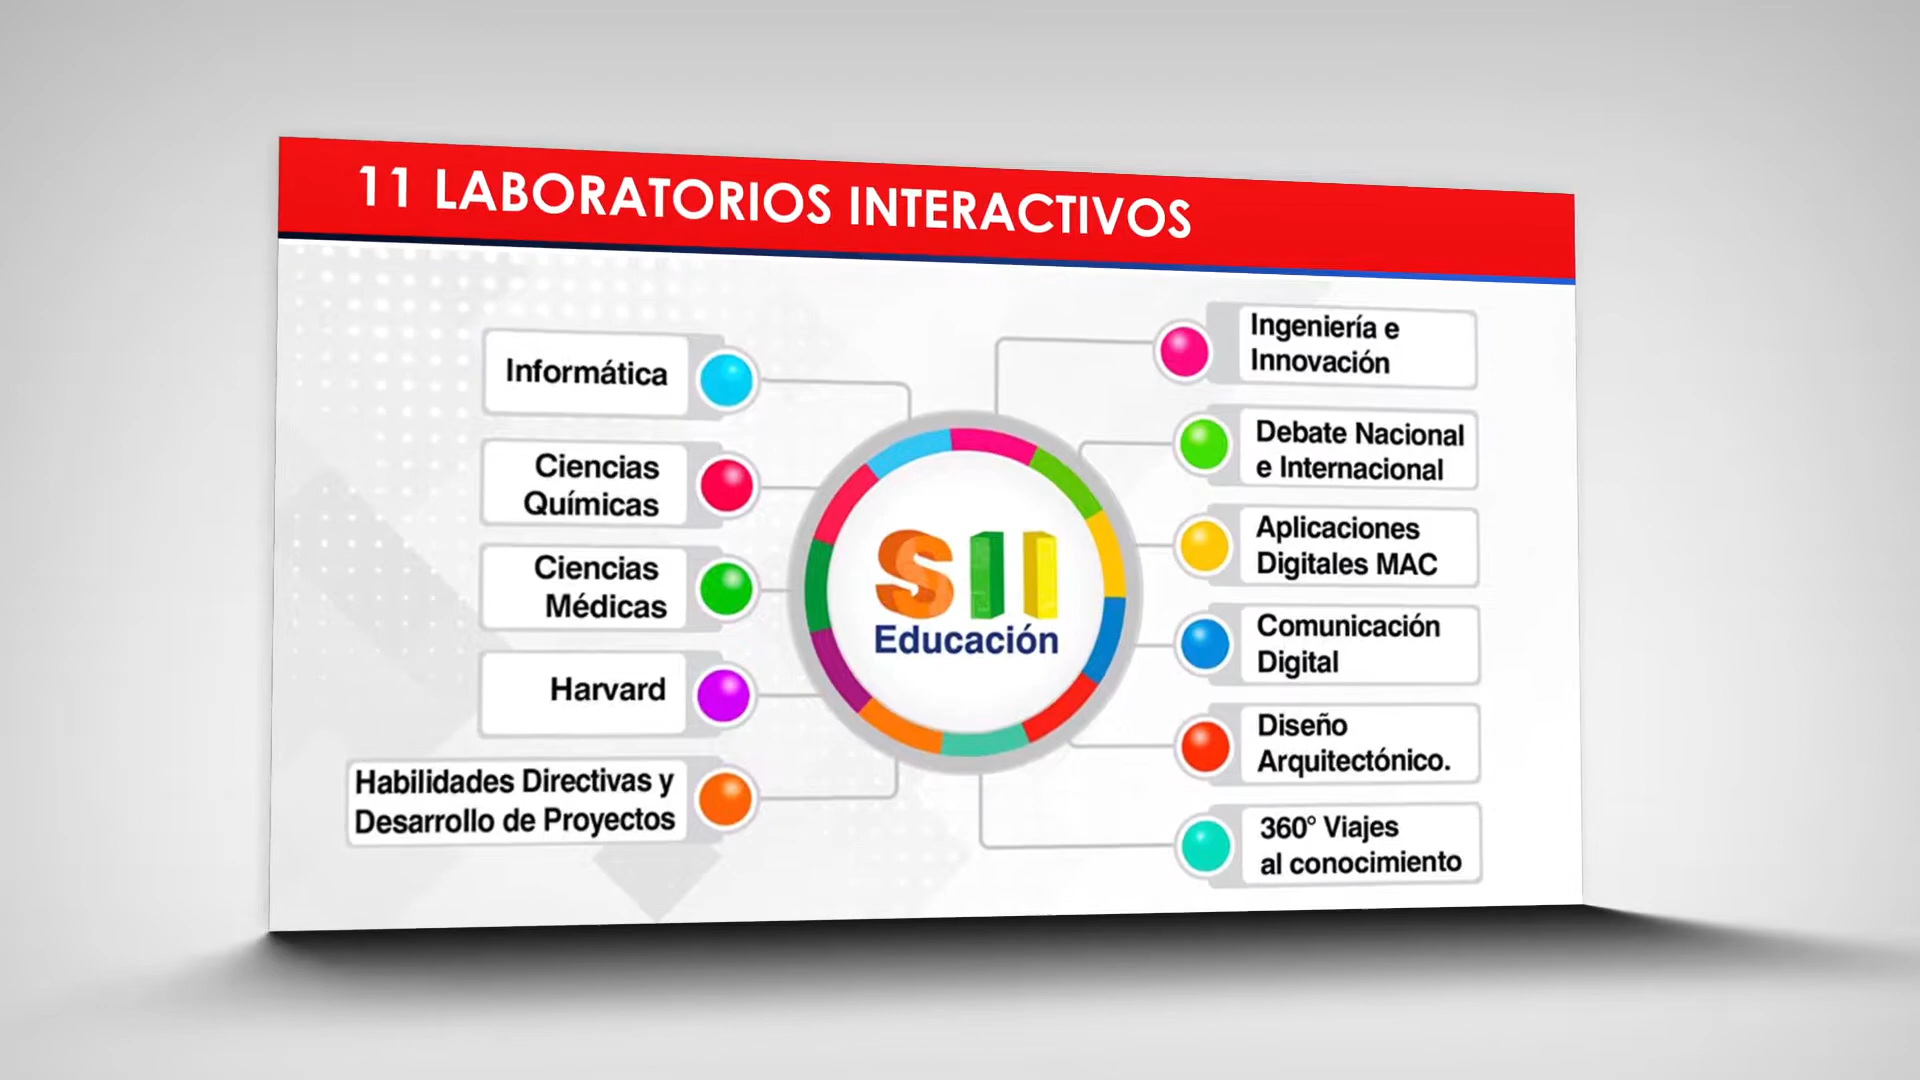 11 LABORATORIOS INTERACTIVOS
Informática
Ciencias
Químicas
Ciencias
Médicas
Harvard
Habilidades Directivas y
Desarrollo de Proyectos
SII
Educación
Ingeniería e
Innovación
Debate Nacional
e Internacional
Aplicaciones
Digitales MAC
Comunicación
Digital
Diseño
Arquitectónico.
360° Viajes
al conocimiento